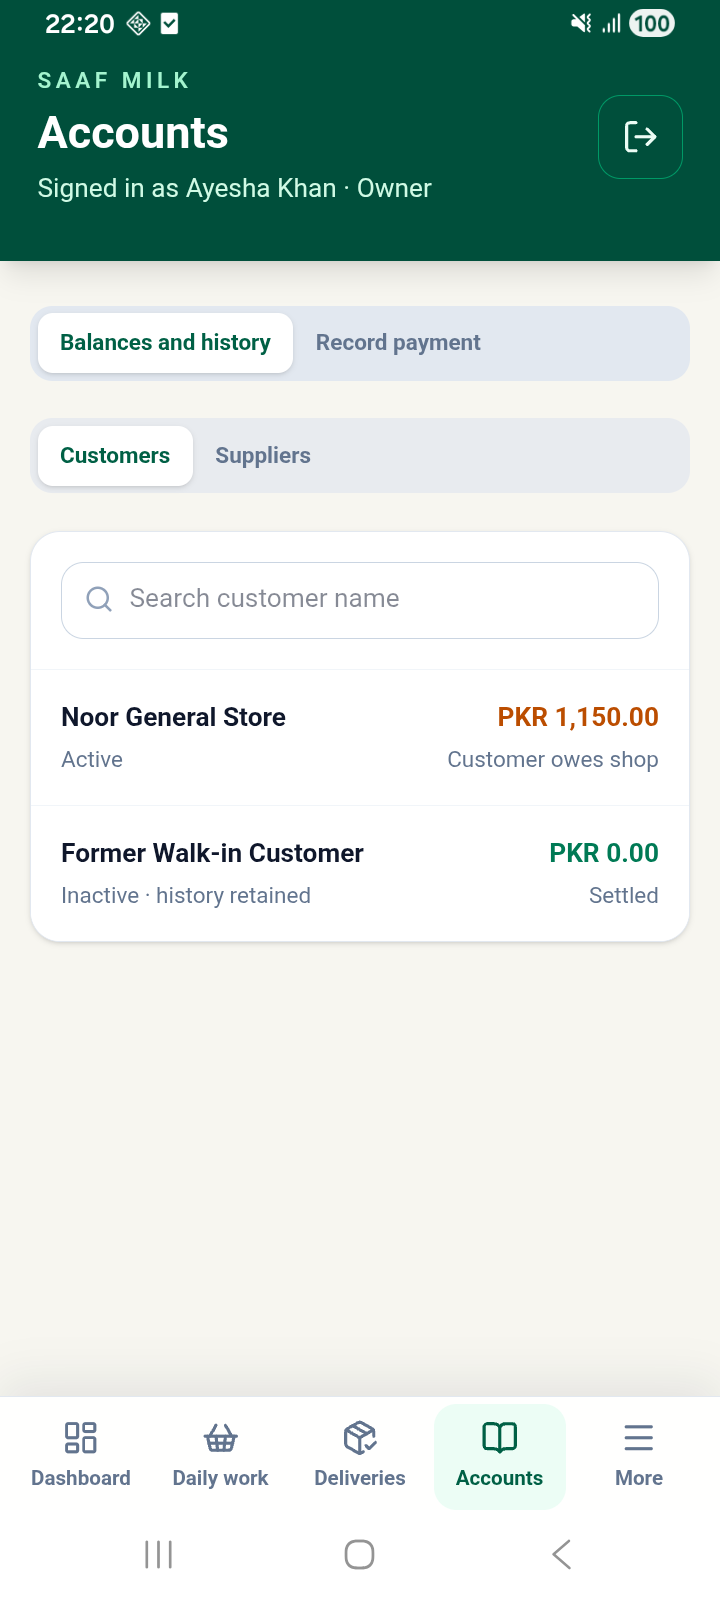 22:20
100
SAAF MILK
Accounts
Signed in as Ayesha Khan · Owner
Balances and history
Record payment
Customers
Suppliers
Search customer name
Noor General Store
PKR 1,150.00
Active
Customer owes shop
Former Walk-in Customer
PKR 0.00
Inactive · history retained
Settled
Dashboard
Daily work
Deliveries
Accounts
More